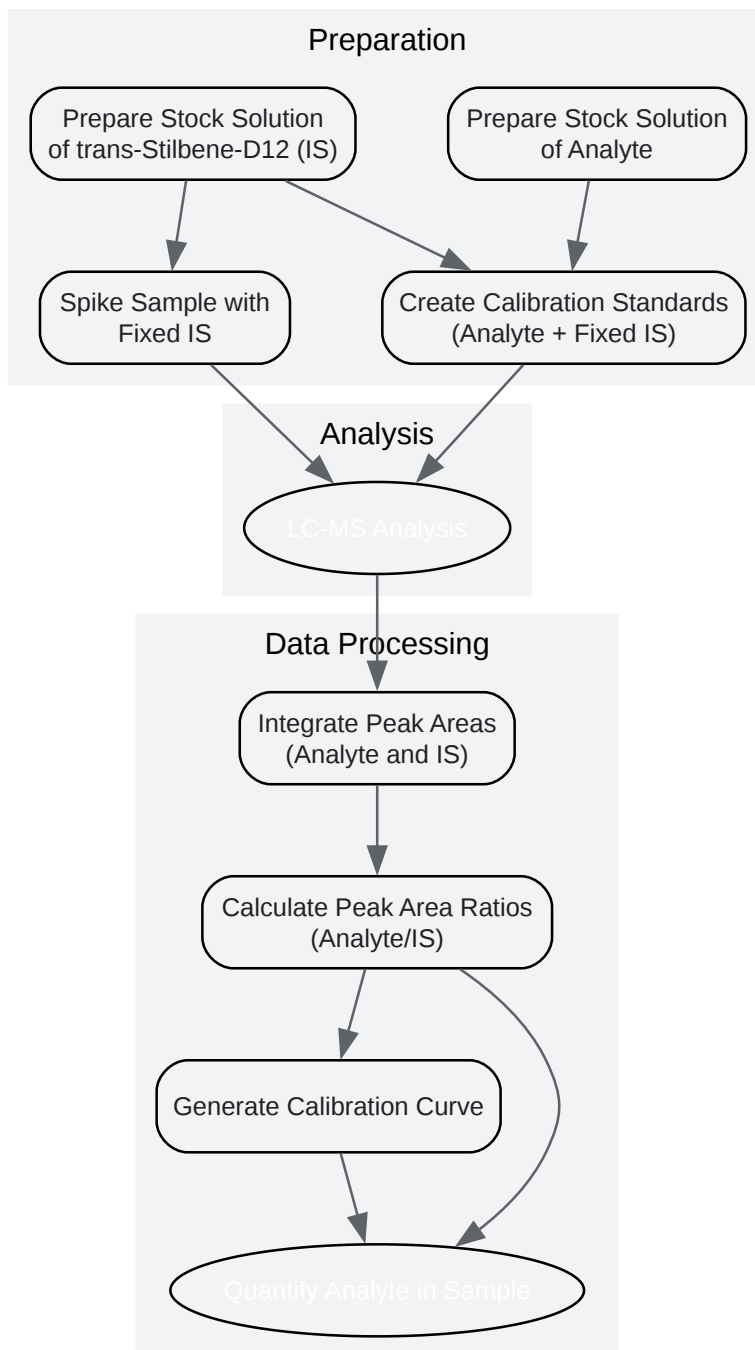 Preparation
Prepare Stock Solution
of trans-Stilbene-D12 (IS)
Prepare Stock Solution
of Analyte
Spike Sample with
Fixed IS
Create Calibration Standards
(Analyte + Fixed IS)
Analysis
LC-MS Analysis
Data Processing
Integrate Peak Areas
(Analyte and IS)
Calculate Peak Area Ratios
(Analyte/IS)
Generate Calibration Curve
Quantify Analyte in Sample